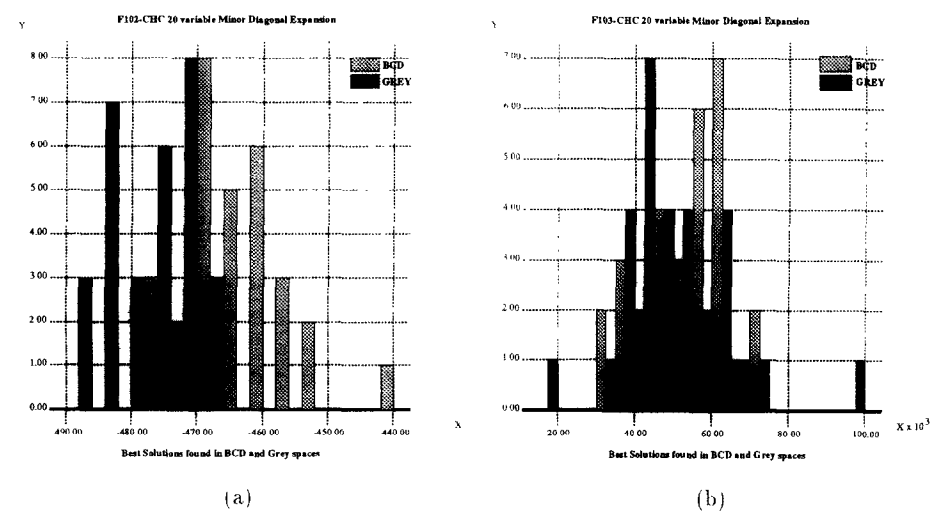 Y
F102-CHC 20 variable Minor Diagonal Expansion
8.00
7.00
6.00
5.00
4.00
3.00
2.00
1.00
0.00
BCD
GREY
-490.00 -480.00 -470.00 -460.00 -450.00 -440.00
X
Best Solutions found in BCD and Grey spaces
(a)
Y
F103-CHC 20 variable Minor Diagonal Expansion
7.00
6.00
5.00
4.00
3.00
2.00
1.00
0.00
BCD
GREY
20.00 40.00 60.00 80.00 100.00
X x 10³
Best Solutions found in BCD and Grey spaces
(b)